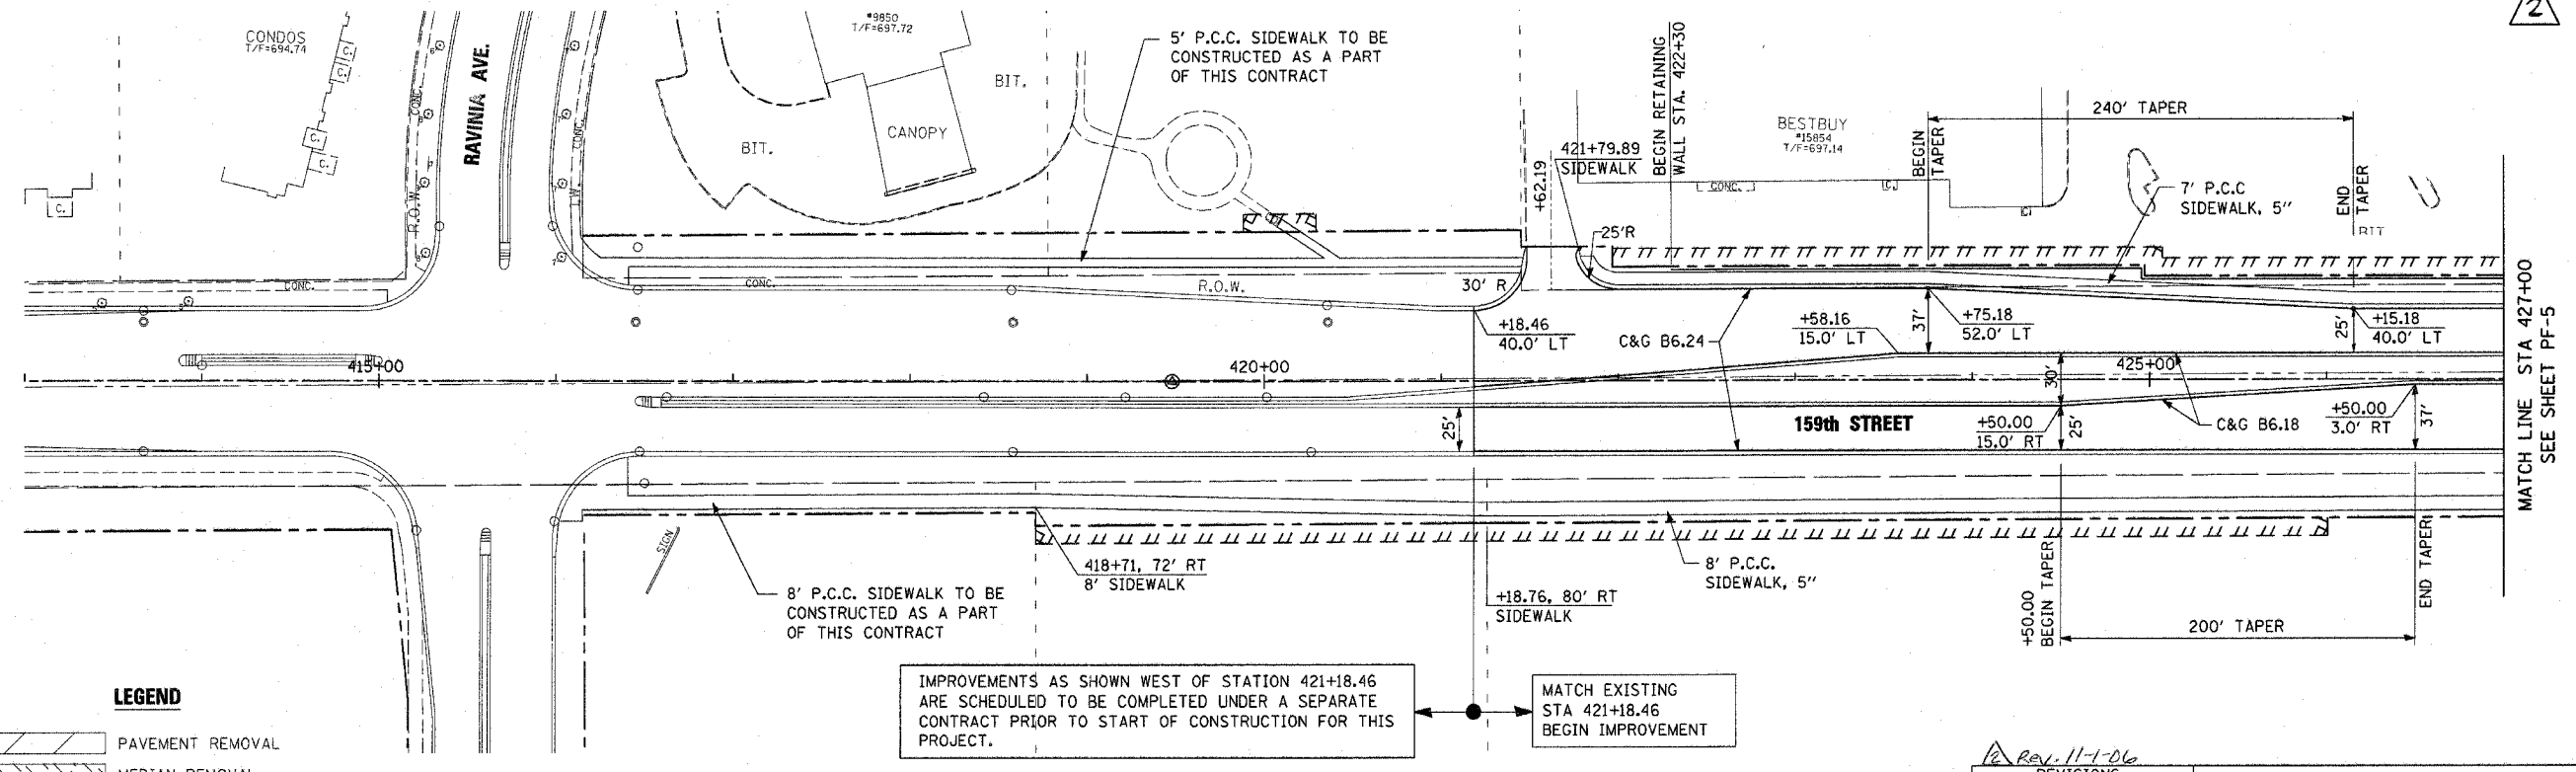 2
CONDOS
T/F=694.74
C.
C.
C.
C.
C.
RAVINIA AVE.
CONC.
CONC.
R.O.W.
#9850
T/F=697.72
BIT.
BIT.
CANOPY
5' P.C.C. SIDEWALK TO BE
CONSTRUCTED AS A PART
OF THIS CONTRACT
+62.19
421+79.89
SIDEWALK
BEGIN RETAINING
WALL STA. 422+30
25'R
BESTBUY
#15854
T/F=697.14
CONC.
BEGIN
TAPER
240' TAPER
END
TAPER
7' P.C.C
SIDEWALK, 5"
BIT
CONC.
CONC.
R.O.W.
30' R
+18.46
40.0' LT
C&G B6.24
+58.16
15.0' LT
37'
+75.18
52.0' LT
25'
+15.18
40.0' LT
MATCH LINE STA 427+00
SEE SHEET PF-5
415+00
420+00
425+00
30'
25'
159th STREET
+50.00
15.0' RT
25'
C&G B6.18
+50.00
3.0' RT
37'
SIGN
8' P.C.C. SIDEWALK TO BE
CONSTRUCTED AS A PART
OF THIS CONTRACT
418+71, 72' RT
8' SIDEWALK
+18.76, 80' RT
SIDEWALK
8' P.C.C.
SIDEWALK, 5"
+50.00
BEGIN TAPER
200' TAPER
END TAPER
IMPROVEMENTS AS SHOWN WEST OF STATION 421+18.46
ARE SCHEDULED TO BE COMPLETED UNDER A SEPARATE
CONTRACT PRIOR TO START OF CONSTRUCTION FOR THIS
PROJECT.
MATCH EXISTING
STA 421+18.46
BEGIN IMPROVEMENT
LEGEND
PAVEMENT REMOVAL
MEDIAN REMOVAL
2 Rev. 11-1-06
REVISIONS